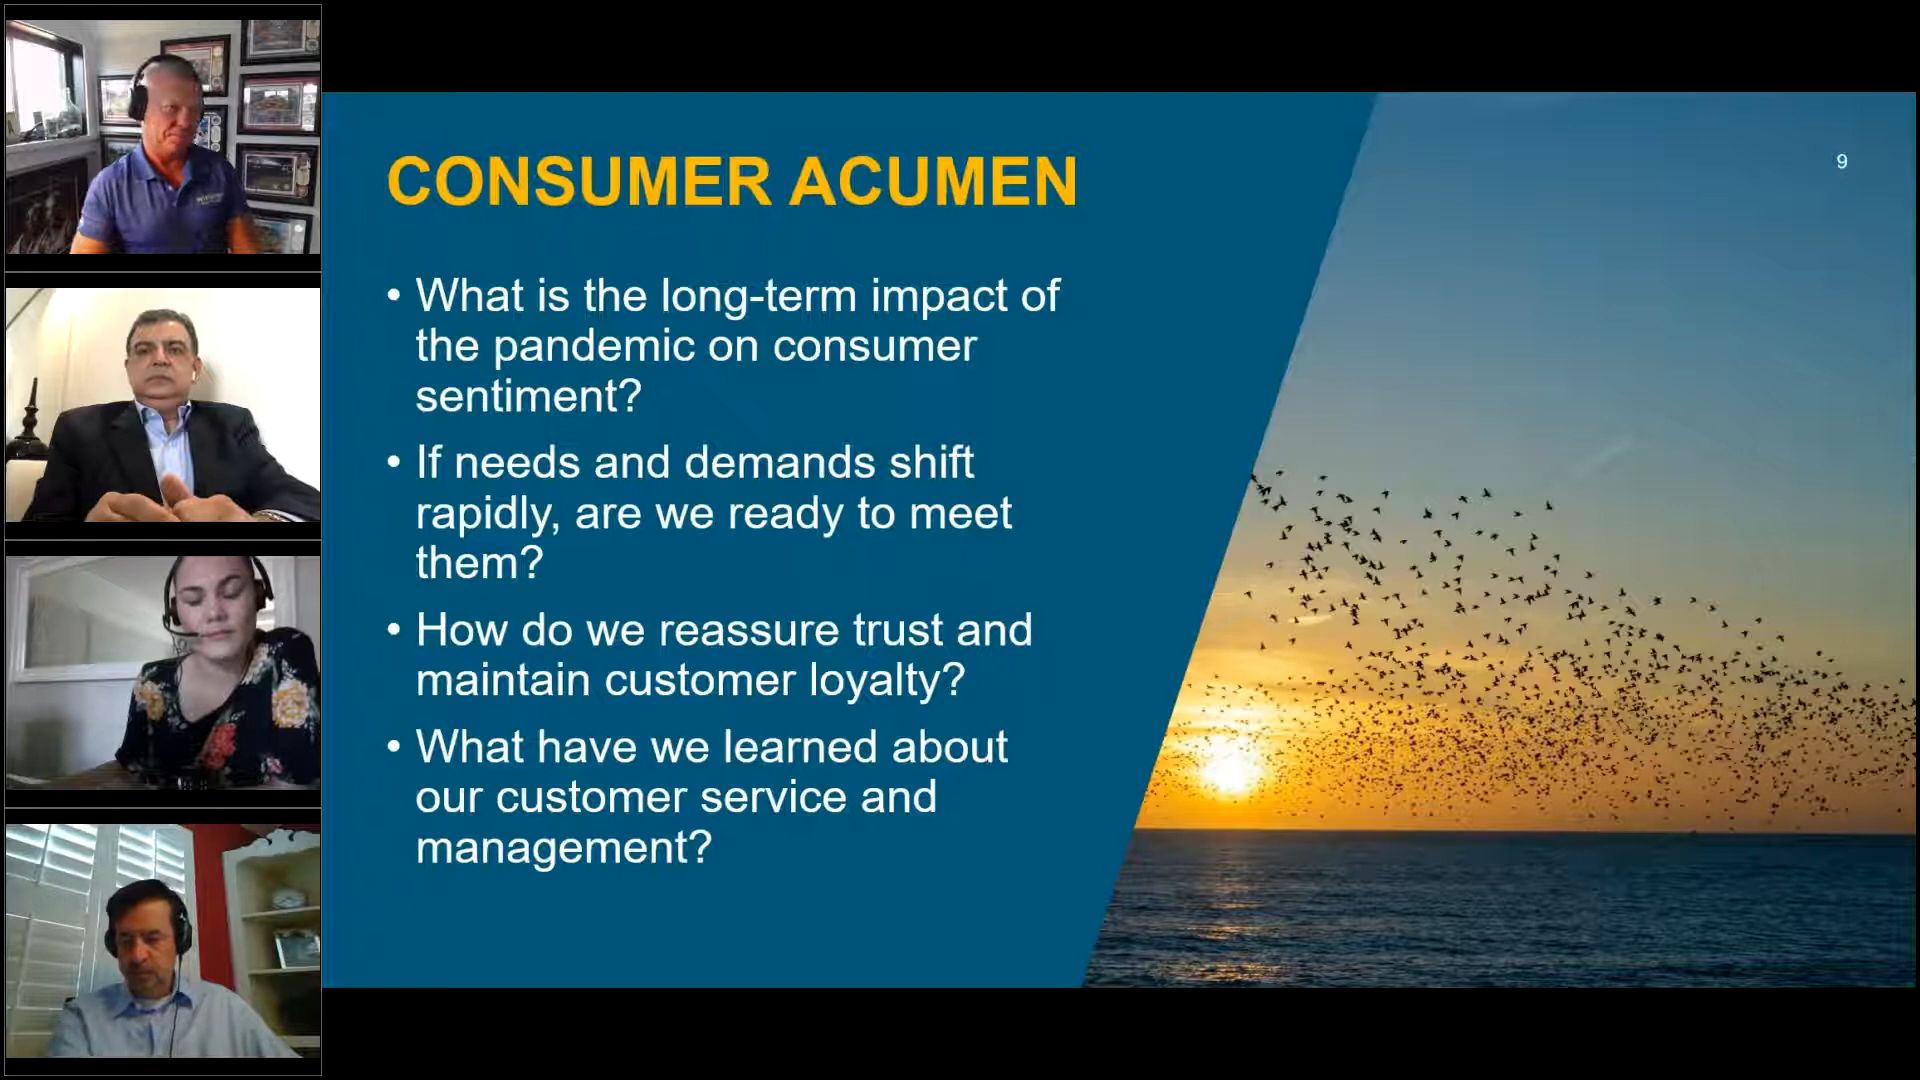 CONSUMER ACUMEN
9
• What is the long-term impact of
the pandemic on consumer
sentiment?
• If needs and demands shift
rapidly, are we ready to meet
them?
• How do we reassure trust and
maintain customer loyalty?
• What have we learned about
our customer service and
management?